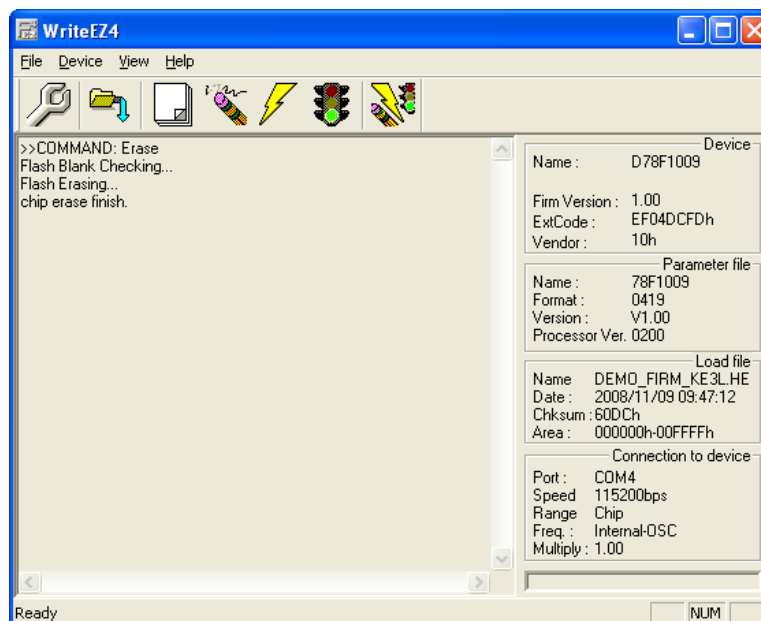 WriteEZ4
File Device View Help
>>COMMAND: Erase
Flash Blank Checking...
Flash Erasing...
chip erase finish.
Device
Name : D78F1009
Firm Version : 1.00
ExtCode : EF04DCFDh
Vendor : 10h
Parameter file
Name : 78F1009
Format : 0419
Version : V1.00
Processor Ver. 0200
Load file
Name DEMO_FIRM_KE3L.HE
Date : 2008/11/09 09:47:12
Chksum : 60DCh
Area : 000000h-00FFFFh
Connection to device
Port : COM4
Speed 115200bps
Range Chip
Freq. : Internal-OSC
Multiply : 1.00
Ready NUM